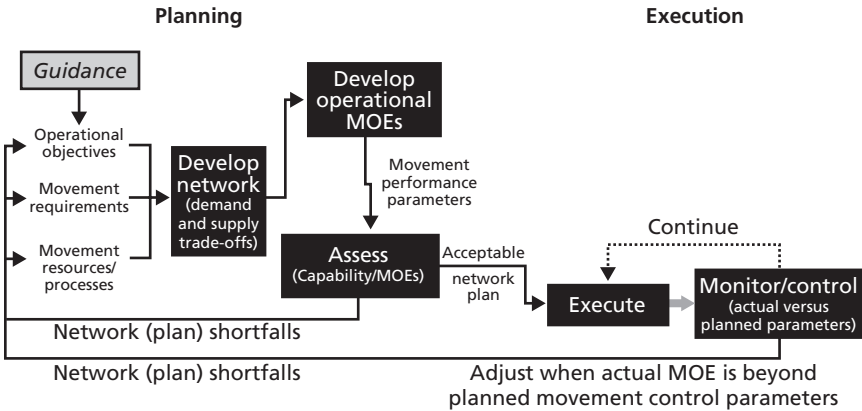 Planning
Execution
Guidance
Operational
objectives
Movement
requirements
Movement
resources/
processes
Develop
network
(demand
and supply
trade-offs)
Develop
operational
MOEs
Movement
performance
parameters
Assess
(Capability/MOEs)
Acceptable
network
plan
Execute
Continue
Monitor/control
(actual versus
planned parameters)
Network (plan) shortfalls
Network (plan) shortfalls
Adjust when actual MOE is beyond
planned movement control parameters